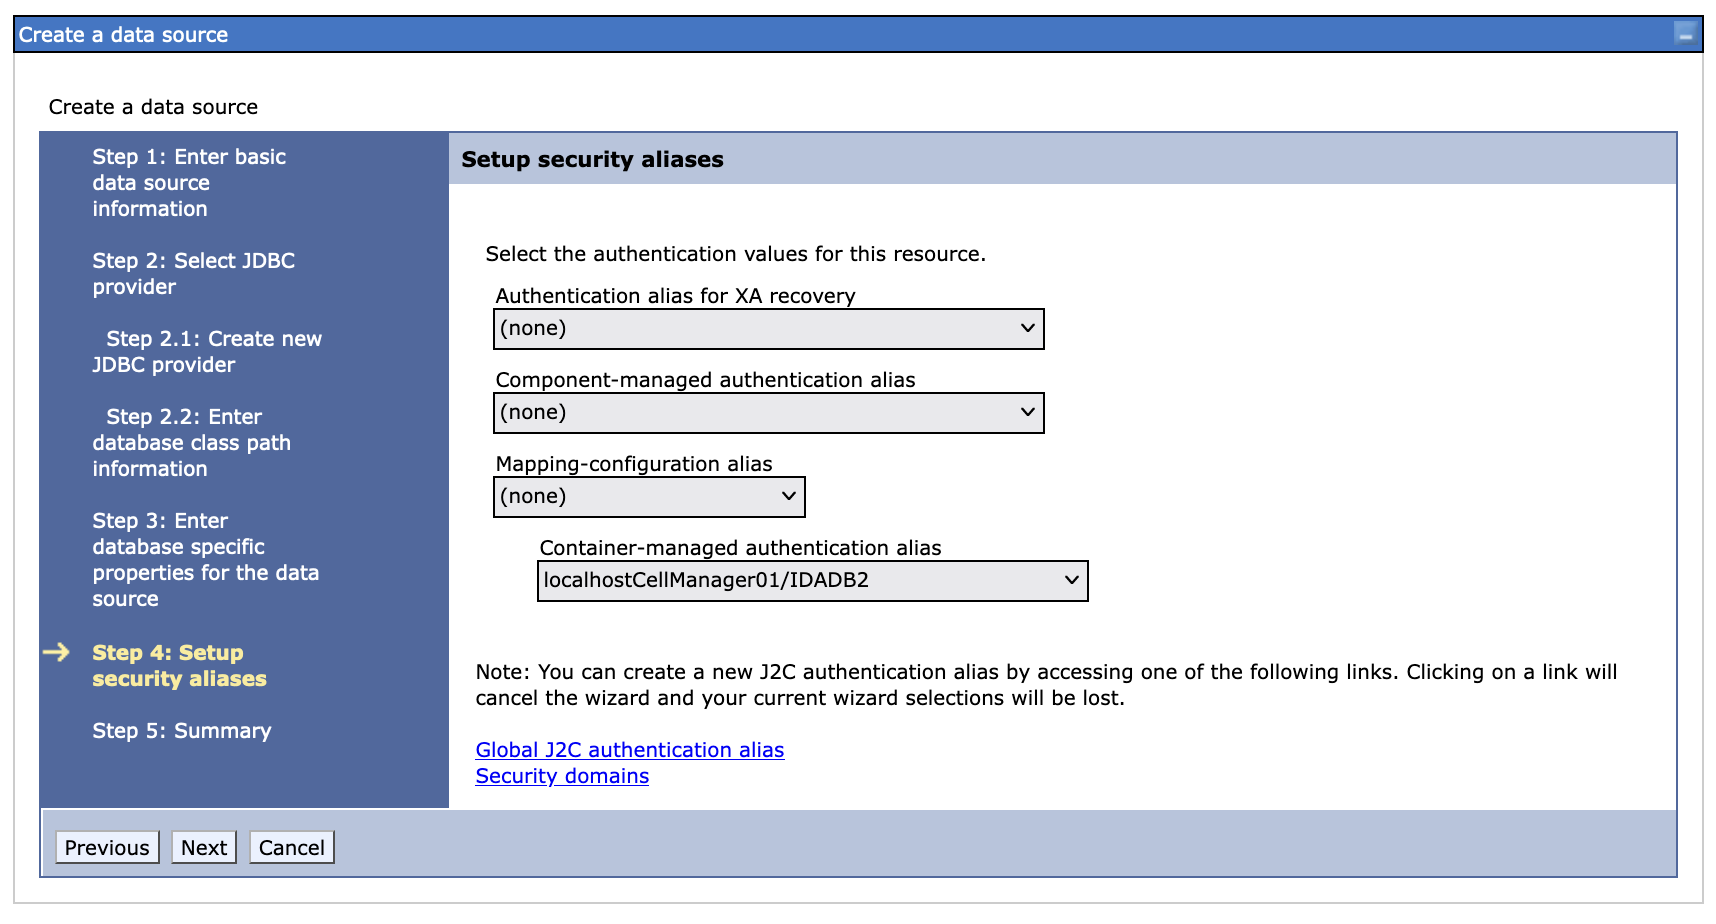 Create a data source
Create a data source
Step 1: Enter basic
data source
information
Step 2: Select JDBC
provider
Step 2.1: Create new
JDBC provider
Step 2.2: Enter
database class path
information
Step 3: Enter
database specific
properties for the data
source
Step 4: Setup
security aliases
Step 5: Summary
Setup security aliases
Select the authentication values for this resource.
Authentication alias for XA recovery
(none)
Component-managed authentication alias
(none)
Mapping-configuration alias
(none)
Container-managed authentication alias
localhostCellManager01/IDADB2
Note: You can create a new J2C authentication alias by accessing one of the following links. Clicking on a link will
cancel the wizard and your current wizard selections will be lost.
Global J2C authentication alias
Security domains
Previous Next Cancel